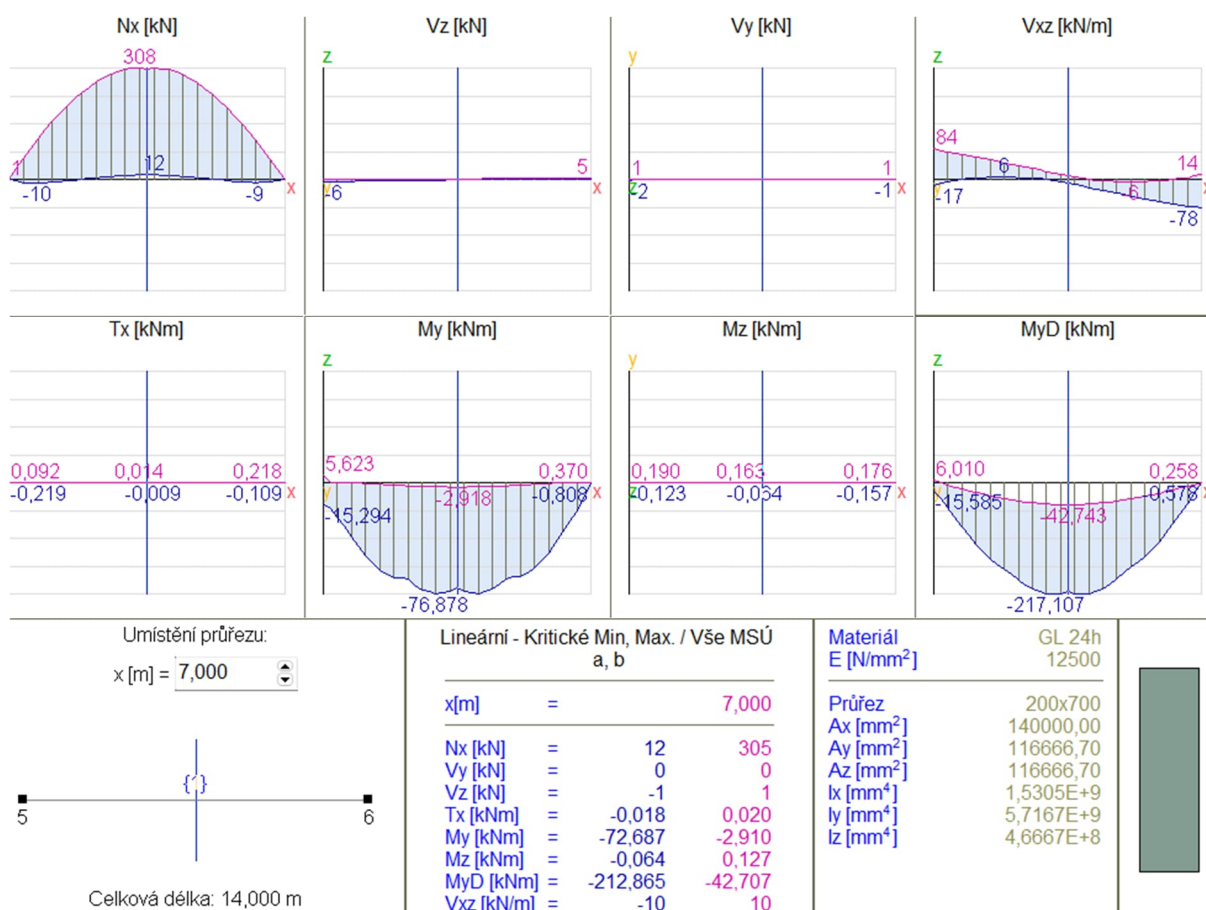 Nx [kN]
308
1
12
-10
-9
x
Vz [kN]
z
5
-6
x
Vy [kN]
y
1
1
z
-2
-1
x
Vxz [kN/m]
z
84
6
14
-17
6
-78
Tx [kNm]
0,092
0,014
0,218
-0,219
-0,009
-0,109
x
My [kNm]
z
5,623
0,370
-2,918
-0,808
x
-15,294
-76,878
Mz [kNm]
y
0,190
0,163
0,176
z
-0,123
-0,034
-0,157
x
MyD [kNm]
z
6,010
0,258
-15,585
0,578
-42,743
-217,107
Umístění průřezu:
x [m] = 7,000
{1}
5
6
Celková délka: 14,000 m
Lineární - Kritické Min, Max. / Vše MSÚ
a, b
x[m] = 7,000
Nx [kN] = 12 305
Vy [kN] = 0 0
Vz [kN] = -1 1
Tx [kNm] = -0,018 0,020
My [kNm] = -72,687 -2,910
Mz [kNm] = -0,064 0,127
MyD [kNm] = -212,865 -42,707
Vxz [kN/m] = -10 10
Materiál GL 24h
E [N/mm²] 12500
Průřez 200x700
Ax [mm²] 140000,00
Ay [mm²] 116666,70
Az [mm²] 116666,70
Ix [mm⁴] 1,5305E+9
Iy [mm⁴] 5,7167E+9
Iz [mm⁴] 4,6667E+8